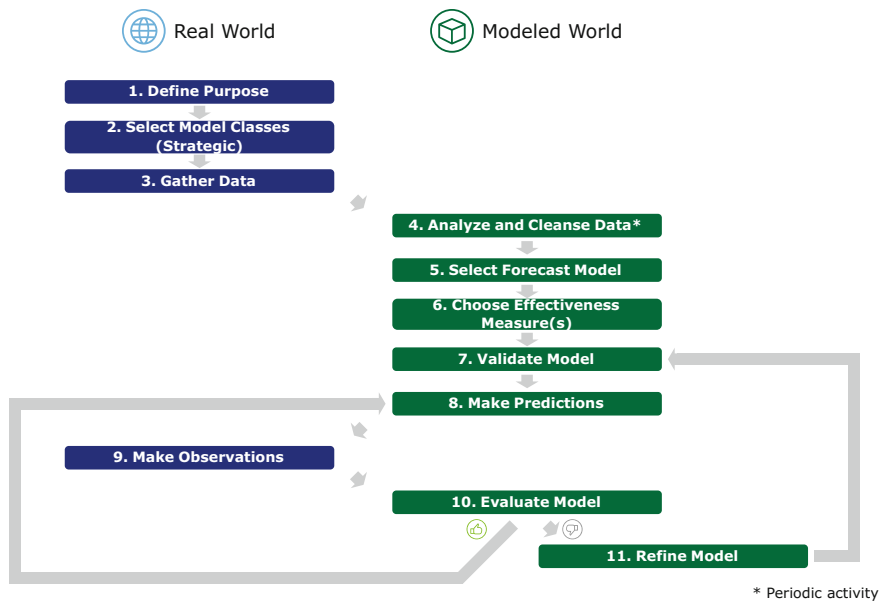 Real World
Modeled World
1. Define Purpose
2. Select Model Classes
(Strategic)
3. Gather Data
4. Analyze and Cleanse Data*
5. Select Forecast Model
6. Choose Effectiveness
Measure(s)
7. Validate Model
8. Make Predictions
9. Make Observations
10. Evaluate Model
11. Refine Model
* Periodic activity